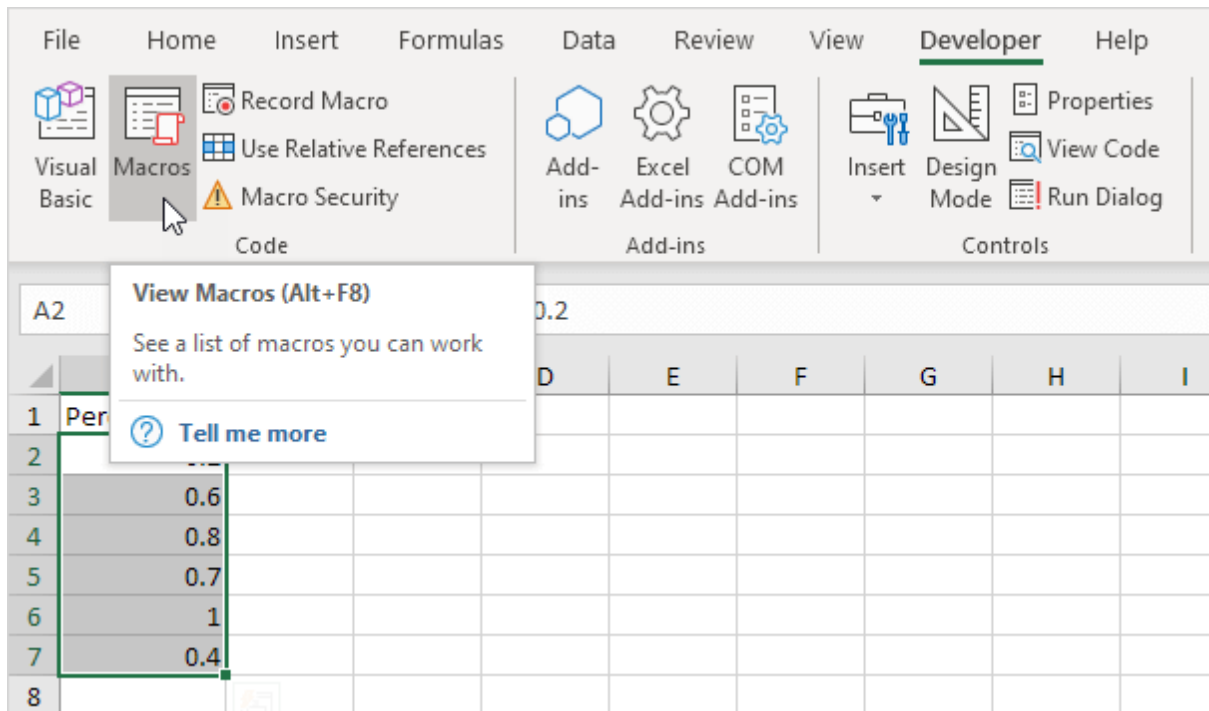 File Home Insert Formulas Data Review View Developer Help
Visual Basic
Macros
Record Macro
Use Relative References
Macro Security
Code
Add-ins
Excel Add-ins
COM Add-ins
Add-ins
Insert
Design Mode
Properties
View Code
Run Dialog
Controls
A2
0.2
View Macros (Alt+F8)
See a list of macros you can work
with.
Tell me more
D E F G H I
1
2
3 0.6
4 0.8
5 0.7
6 1
7 0.4
8